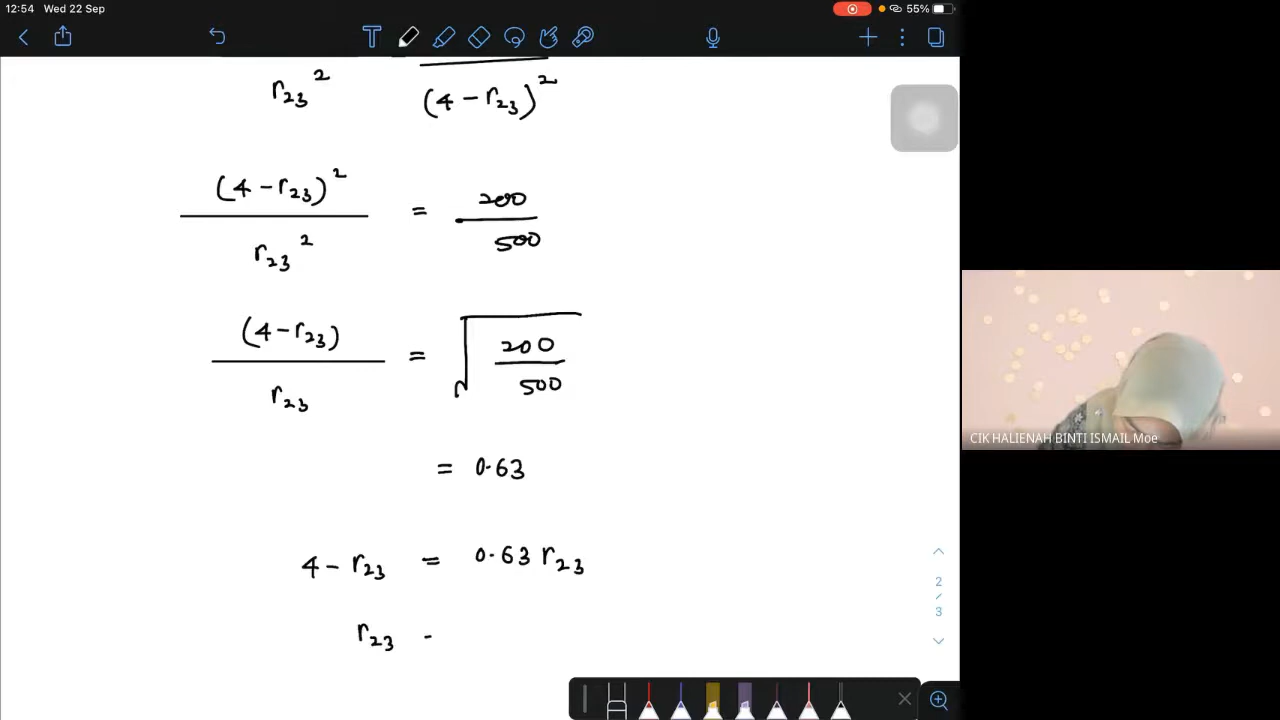 12:54 Wed 22 Sep
55%
T
r₂₃² (4 - r₂₃)²
(4 - r₂₃)² = 200
r₂₃² 500
(4 - r₂₃) = √ 200
r₂₃ 500
= 0.63
4 - r₂₃ = 0.63 r₂₃
r₂₃ -
2
/
3
CIK HALIENAH BINTI ISMAIL Moe